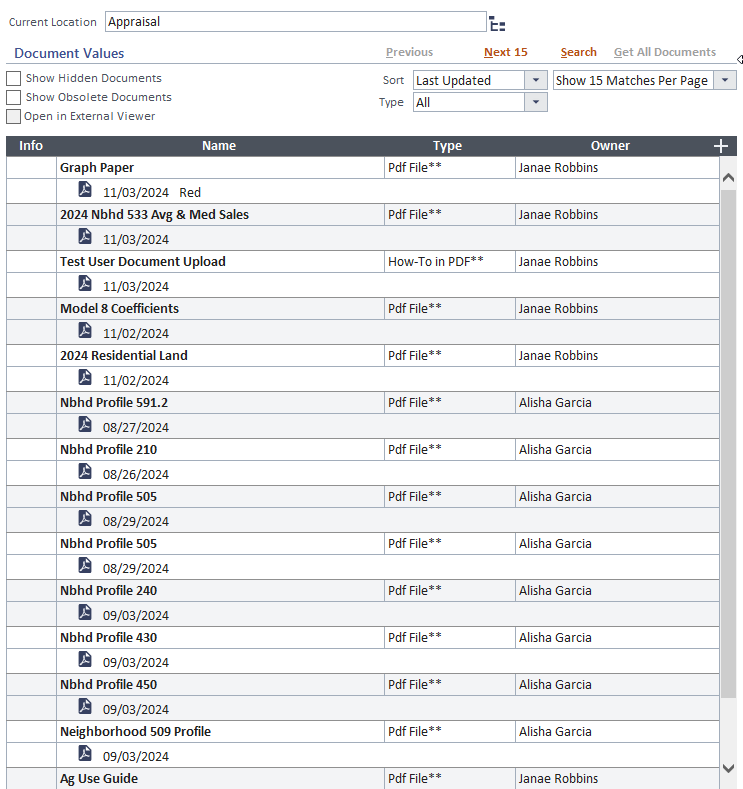 Current Location Appraisal
Document Values Previous Next 15 Search Get All Documents
Show Hidden Documents Sort Last Updated Show 15 Matches Per Page
Show Obsolete Documents Type All
Open in External Viewer
Info Name Type Owner
Graph Paper Pdf File** Janae Robbins
11/03/2024 Red
2024 Nbhd 533 Avg & Med Sales Pdf File** Janae Robbins
11/03/2024
Test User Document Upload How-To in PDF** Janae Robbins
11/03/2024
Model 8 Coefficients Pdf File** Janae Robbins
11/02/2024
2024 Residential Land Pdf File** Janae Robbins
11/02/2024
Nbhd Profile 591.2 Pdf File** Alisha Garcia
08/27/2024
Nbhd Profile 210 Pdf File** Alisha Garcia
08/26/2024
Nbhd Profile 505 Pdf File** Alisha Garcia
08/29/2024
Nbhd Profile 505 Pdf File** Alisha Garcia
08/29/2024
Nbhd Profile 240 Pdf File** Alisha Garcia
09/03/2024
Nbhd Profile 430 Pdf File** Alisha Garcia
09/03/2024
Nbhd Profile 450 Pdf File** Alisha Garcia
09/03/2024
Neighborhood 509 Profile Pdf File** Alisha Garcia
09/03/2024
Ag Use Guide Pdf File** Janae Robbins